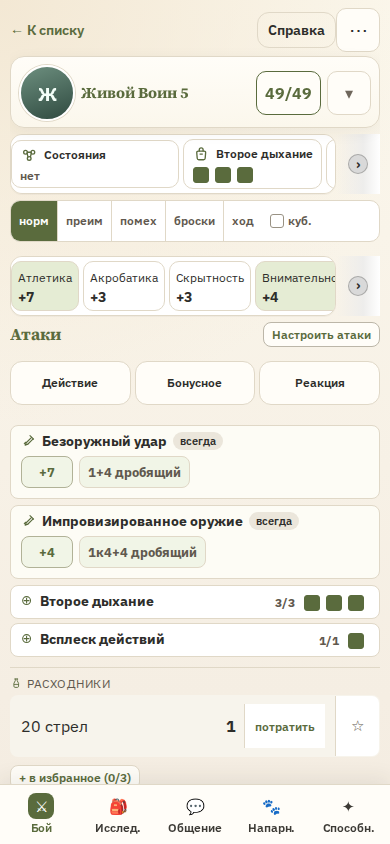 ← К списку
Справка
...
Ж
Живой Воин 5
49/49
▼
Состояния
нет
Второе дыхание
норм преим помех броски ход куб.
Атлетика +7
Акробатика +3
Скрытность +3
+4
Атаки
Настроить атаки
Действие Бонусное Реакция
Безоружный удар всегда
+7 1+4 дробящий
Импровизированное оружие всегда
+4 1к4+4 дробящий
Второе дыхание 3/3
Всплеск действий 1/1
РАСХОДНИКИ
20 стрел 1 потратить ☆
+ в избранное (0/3)
Бой Исслед. Общение Напарн. Способн.